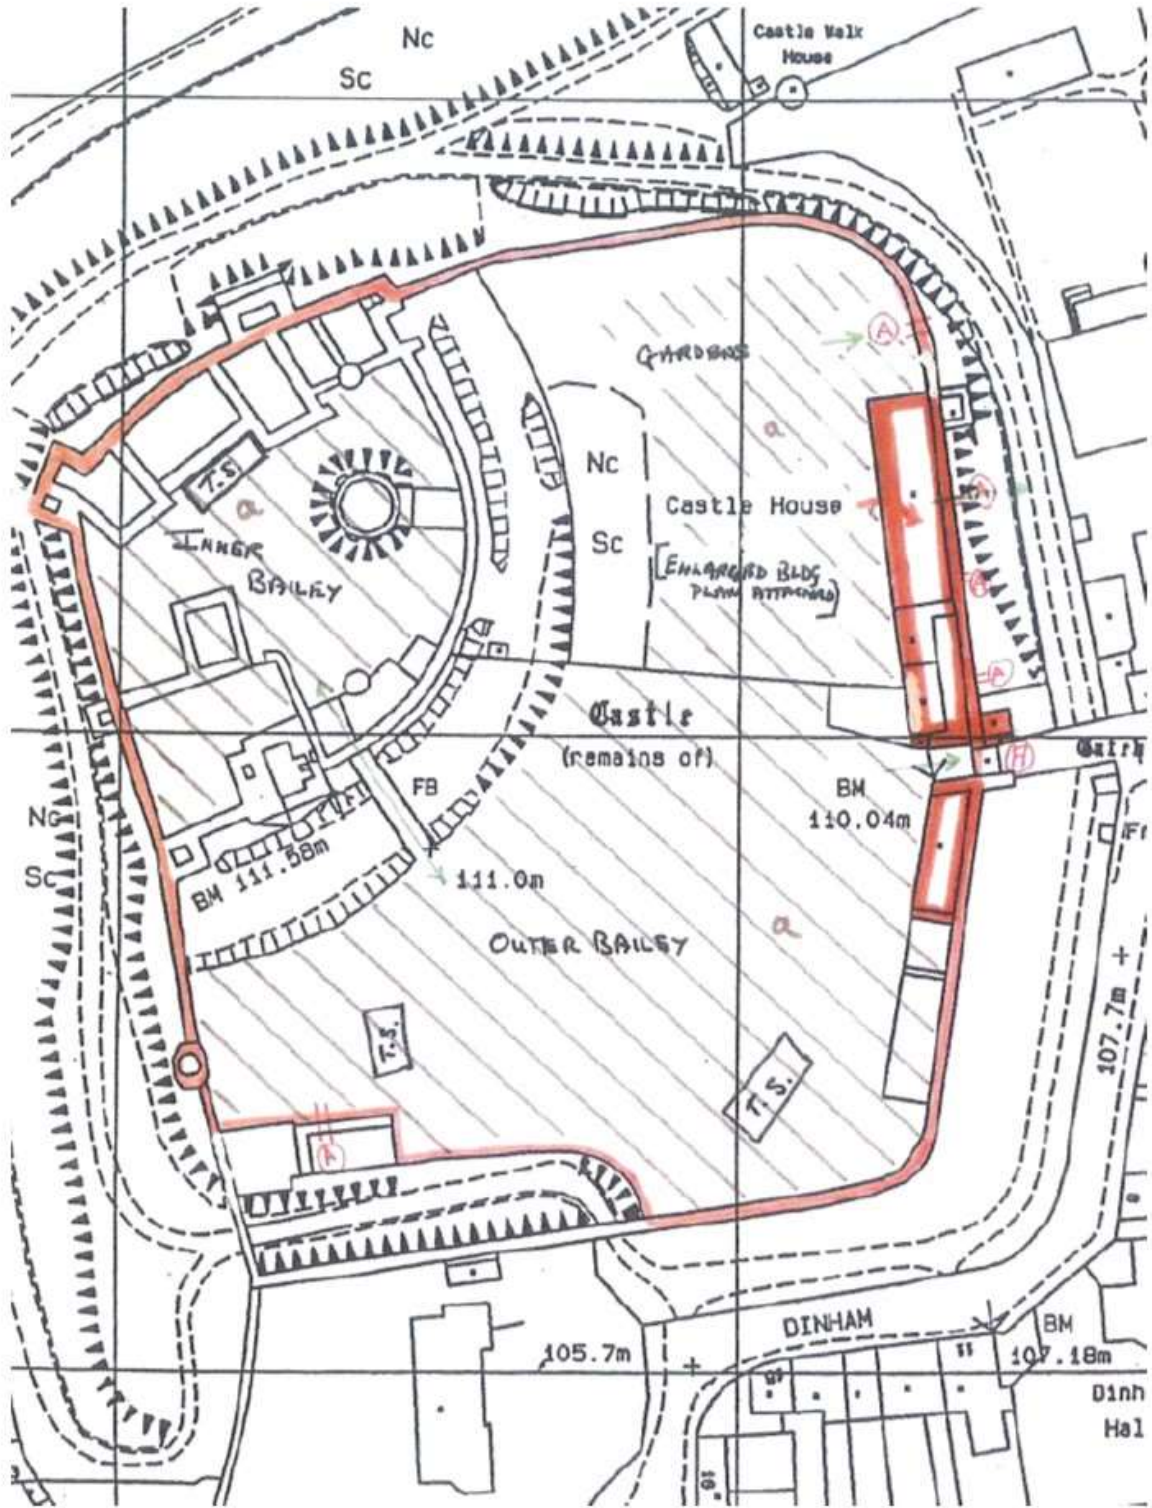 Nc
Castle Walk
House
Sc
GARDENS
A
a
Nc
T.S.
a
Castle House
A
INNER
BAILEY
Sc
[ENLARGED BLDG
PLAN ATTACHED]
A
A
Castle
(remains of)
A
FB
BM
110.04m
Nc
Sc
BM 111.58m
111.0m
a
OUTER BAILEY
107.7m
T.S.
T.S.
A
DINHAM
BM
107.18m
105.7m
11
Dinh
Hal
16